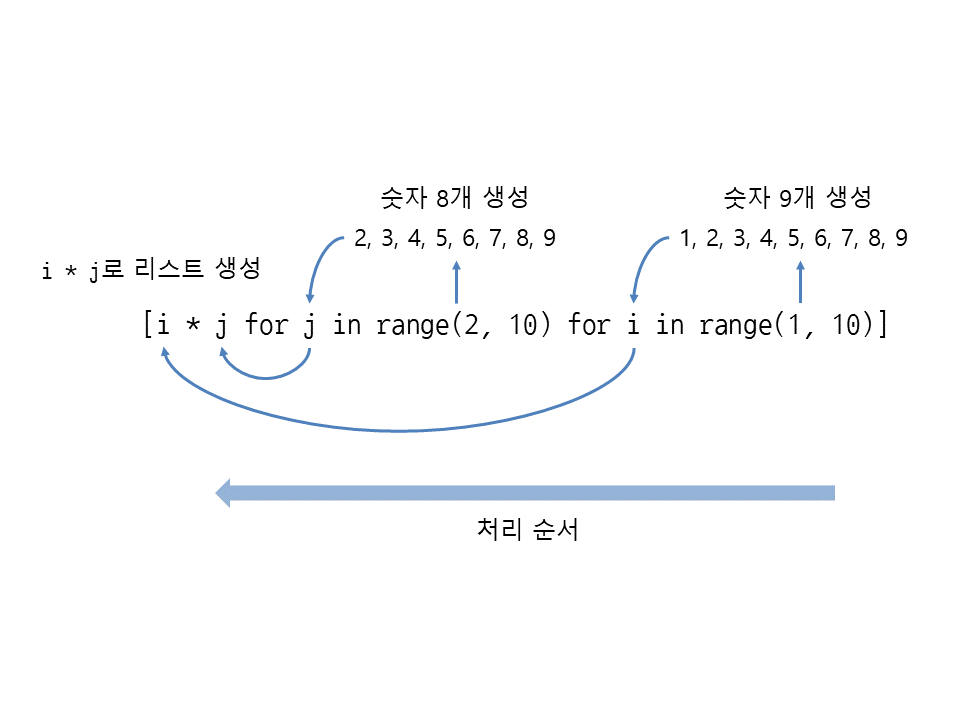 숫자 8개 생성
2, 3, 4, 5, 6, 7, 8, 9
숫자 9개 생성
1, 2, 3, 4, 5, 6, 7, 8, 9
i * j로 리스트 생성
[i * j for j in range(2, 10) for i in range(1, 10)]
처리 순서